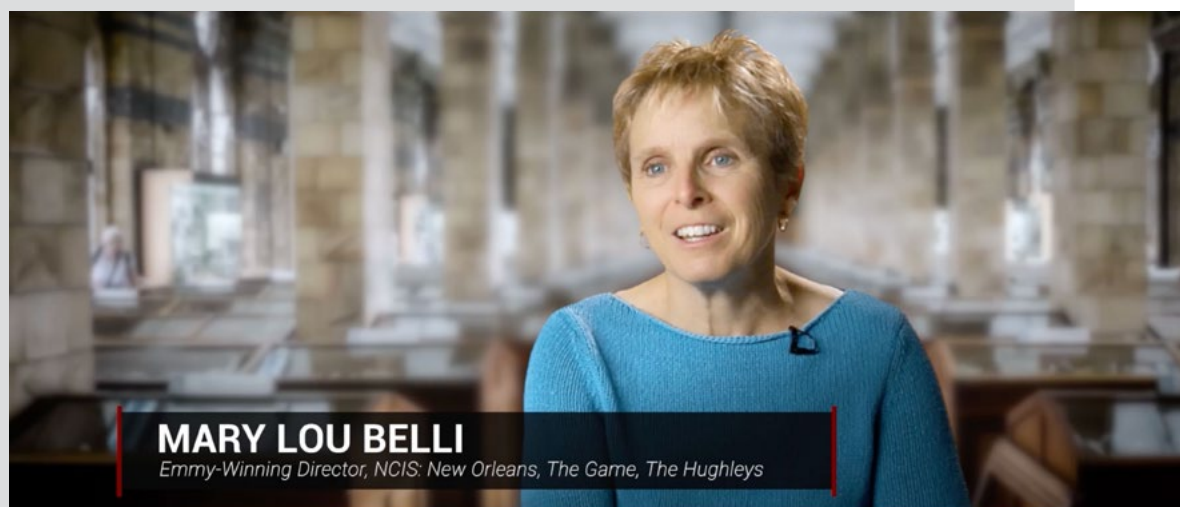 MARY LOU BELLI
Emmy-Winning Director, NCIS: New Orleans, The Game, The Hughleys